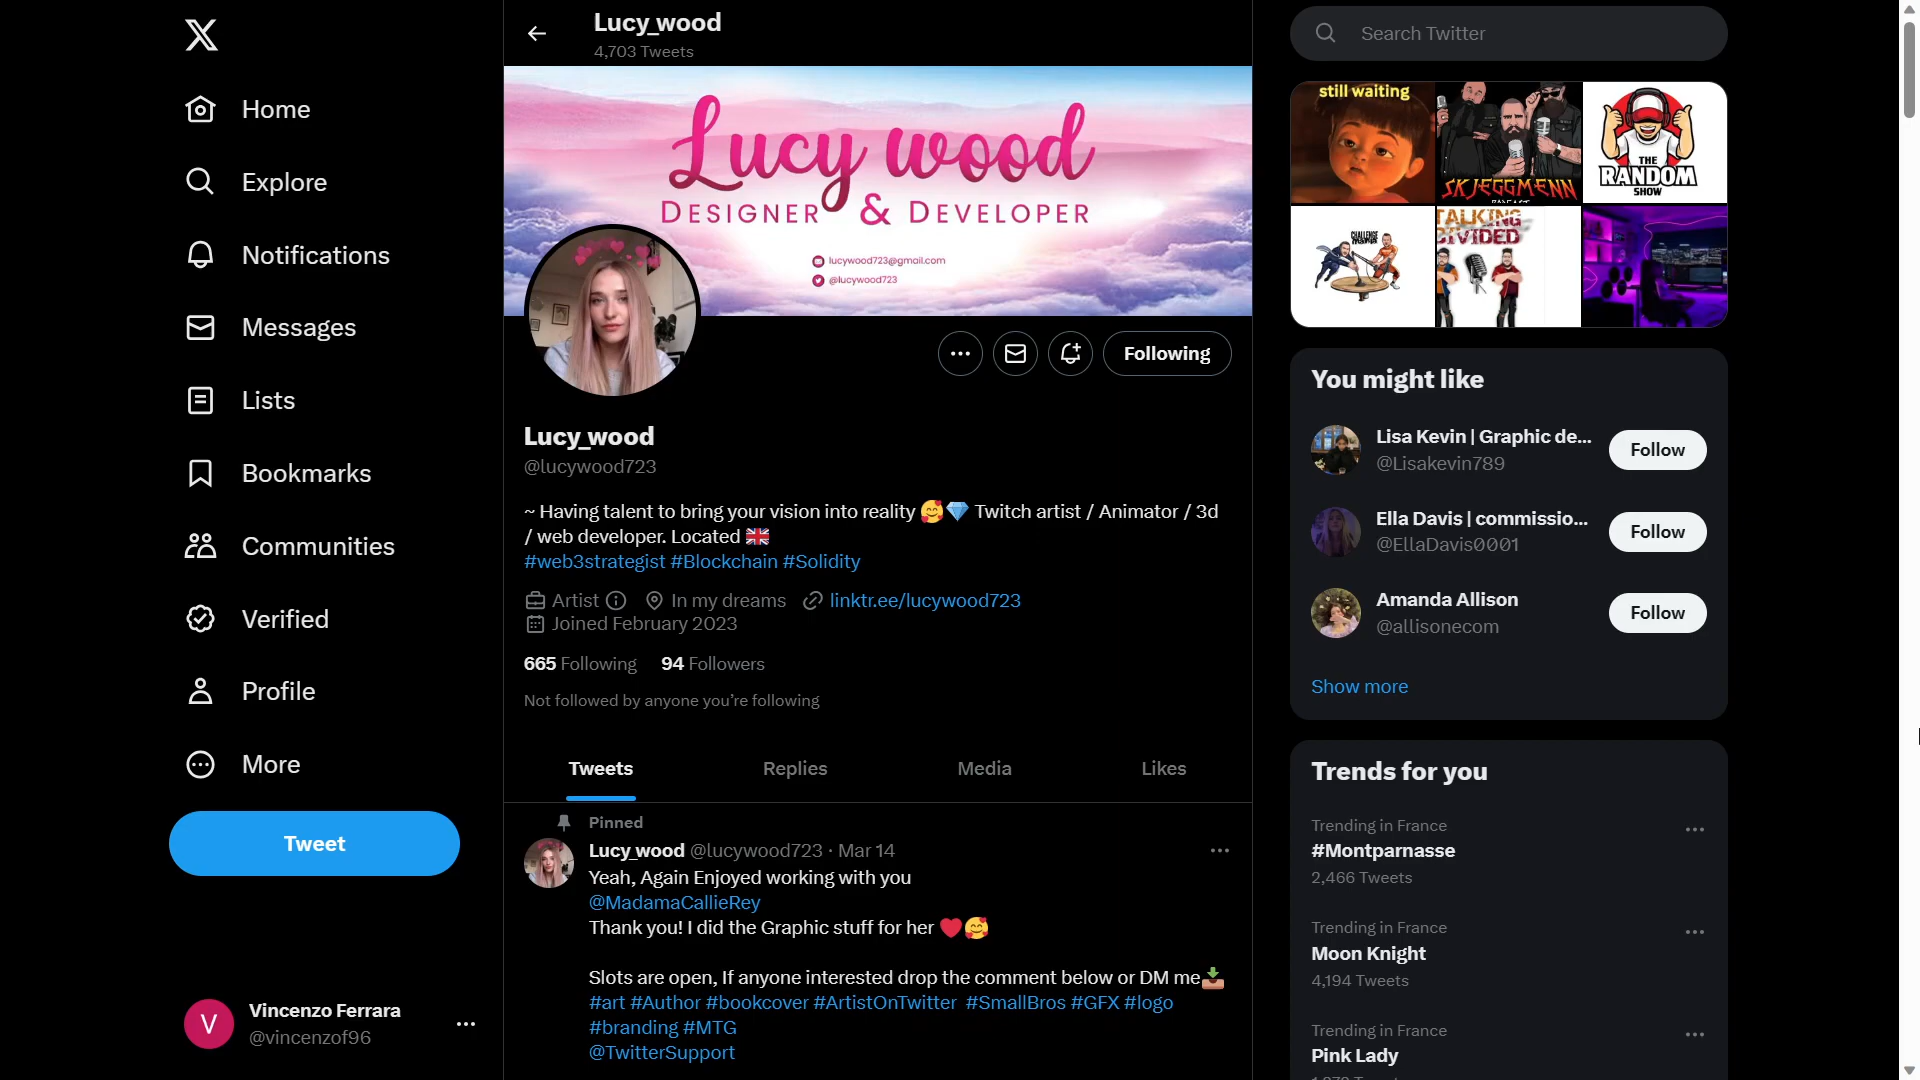 Lucy_wood
4,703 Tweets
Search Twitter
Home
Explore
Notifications
Messages
Lists
Bookmarks
Communities
Verified
Profile
More
Tweet
Vincenzo Ferrara
@vincenzof96
V
Lucy wood
DESIGNER & DEVELOPER
lucywood723@gmail.com
@lucywood723
Following
Lucy_wood
@lucywood723
~ Having talent to bring your vision into reality 🥰💎 Twitch artist / Animator / 3d
/ web developer. Located 🇬🇧
#web3strategist #Blockchain #Solidity
Artist In my dreams linktr.ee/lucywood723
Joined February 2023
665 Following 94 Followers
Not followed by anyone you’re following
Tweets Replies Media Likes
Pinned
Lucy_wood @lucywood723 · Mar 14
Yeah, Again Enjoyed working with you
@MadamaCallieRey
Thank you! I did the Graphic stuff for her ❤️🥰
Slots are open, If anyone interested drop the comment below or DM me📥
#art #Author #bookcover #ArtistOnTwitter #SmallBros #GFX #logo
#branding #MTG
@TwitterSupport
still waiting
SKJEGGMENN
THE
RANDOM
SHOW
CHALLENGE
TALKING
DIVIDED
You might like
Lisa Kevin | Graphic de...
@Lisakevin789
Follow
Ella Davis | commissio...
@EllaDavis0001
Follow
Amanda Allison
@allisonecom
Follow
Show more
Trends for you
Trending in France
#Montparnasse
2,466 Tweets
Trending in France
Moon Knight
4,194 Tweets
Trending in France
Pink Lady